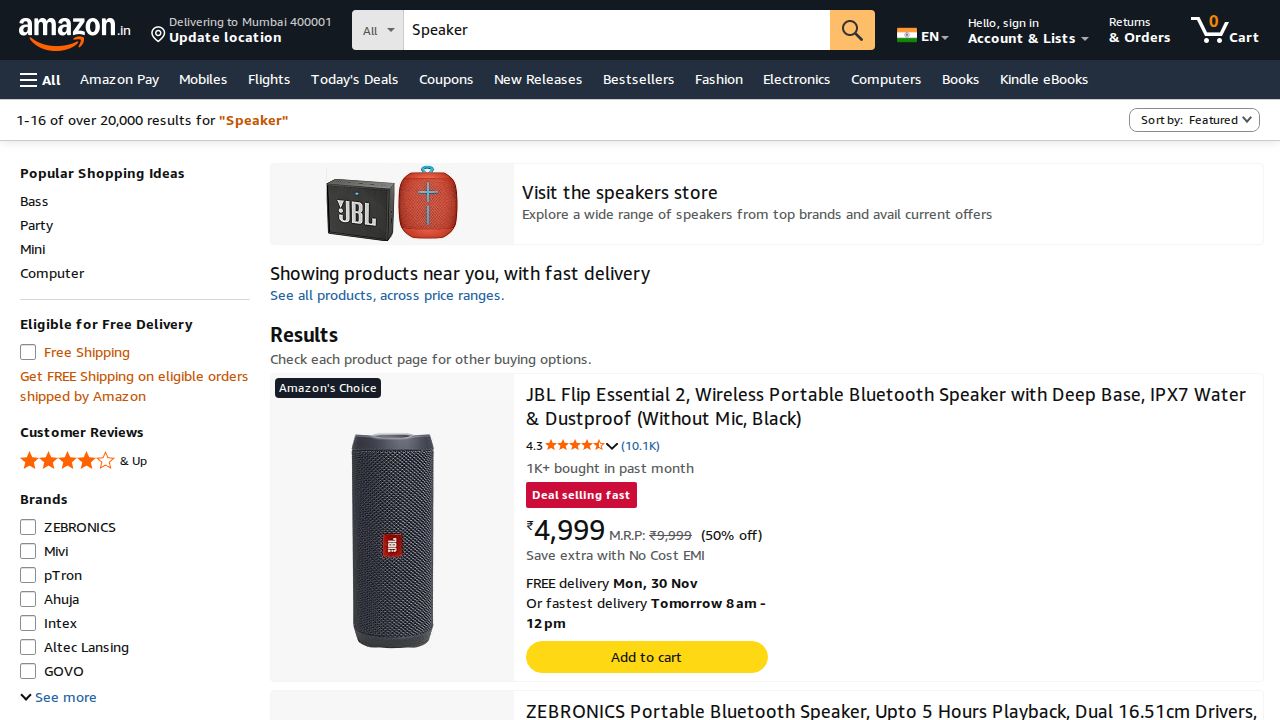 amazon.in
Delivering to Mumbai 400001
Update location
All
Speaker
EN
Hello, sign in
Account & Lists
Returns
& Orders
0
Cart
All
Amazon Pay
Mobiles
Flights
Today's Deals
Coupons
New Releases
Bestsellers
Fashion
Electronics
Computers
Books
Kindle eBooks
1-16 of over 20,000 results for "Speaker"
Sort by: Featured
Popular Shopping Ideas
Bass
Party
Mini
Computer
Eligible for Free Delivery
Free Shipping
Get FREE Shipping on eligible orders
shipped by Amazon
Customer Reviews
& Up
Brands
ZEBRONICS
Mivi
pTron
Ahuja
Intex
Altec Lansing
GOVO
See more
JBL
Visit the speakers store
Explore a wide range of speakers from top brands and avail current offers
Showing products near you, with fast delivery
See all products, across price ranges.
Results
Check each product page for other buying options.
Amazon's Choice
JBL
JBL Flip Essential 2, Wireless Portable Bluetooth Speaker with Deep Base, IPX7 Water
& Dustproof (Without Mic, Black)
4.3 (10.1K)
1K+ bought in past month
Deal selling fast
₹4,999 M.R.P: ₹9,999 (50% off)
Save extra with No Cost EMI
FREE delivery Mon, 30 Nov
Or fastest delivery Tomorrow 8 am -
12 pm
Add to cart
ZEBRONICS Portable Bluetooth Speaker, Upto 5 Hours Playback, Dual 16.51cm Drivers,